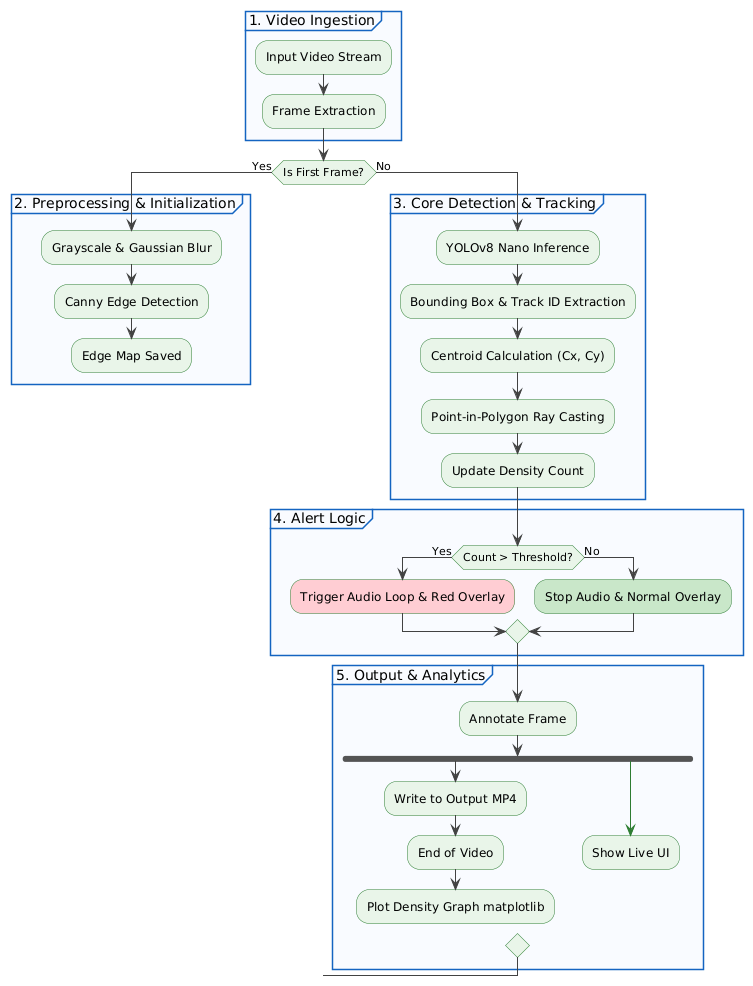 1. Video Ingestion
Input Video Stream
Frame Extraction
Is First Frame?
Yes
No
2. Preprocessing & Initialization
Grayscale & Gaussian Blur
Canny Edge Detection
Edge Map Saved
3. Core Detection & Tracking
YOLOv8 Nano Inference
Bounding Box & Track ID Extraction
Centroid Calculation (Cx, Cy)
Point-in-Polygon Ray Casting
Update Density Count
4. Alert Logic
Count > Threshold?
Yes
No
Trigger Audio Loop & Red Overlay
Stop Audio & Normal Overlay
5. Output & Analytics
Annotate Frame
Write to Output MP4
End of Video
Plot Density Graph matplotlib
Show Live UI